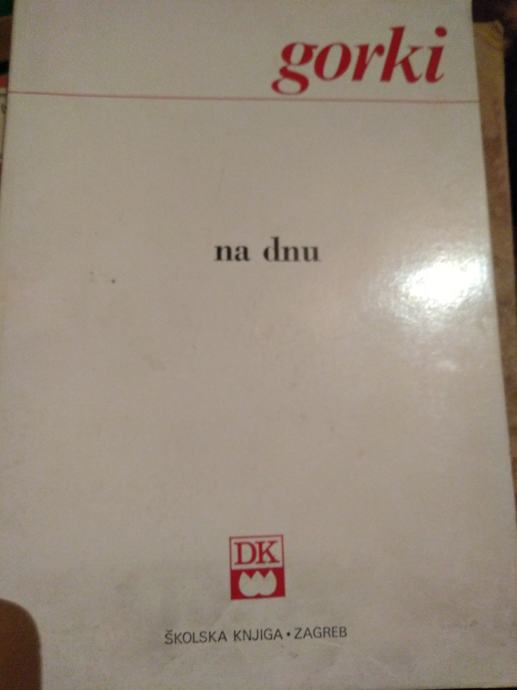 gorki
na dnu
DK
ŠKOLSKA KNJIGA • ZAGREB